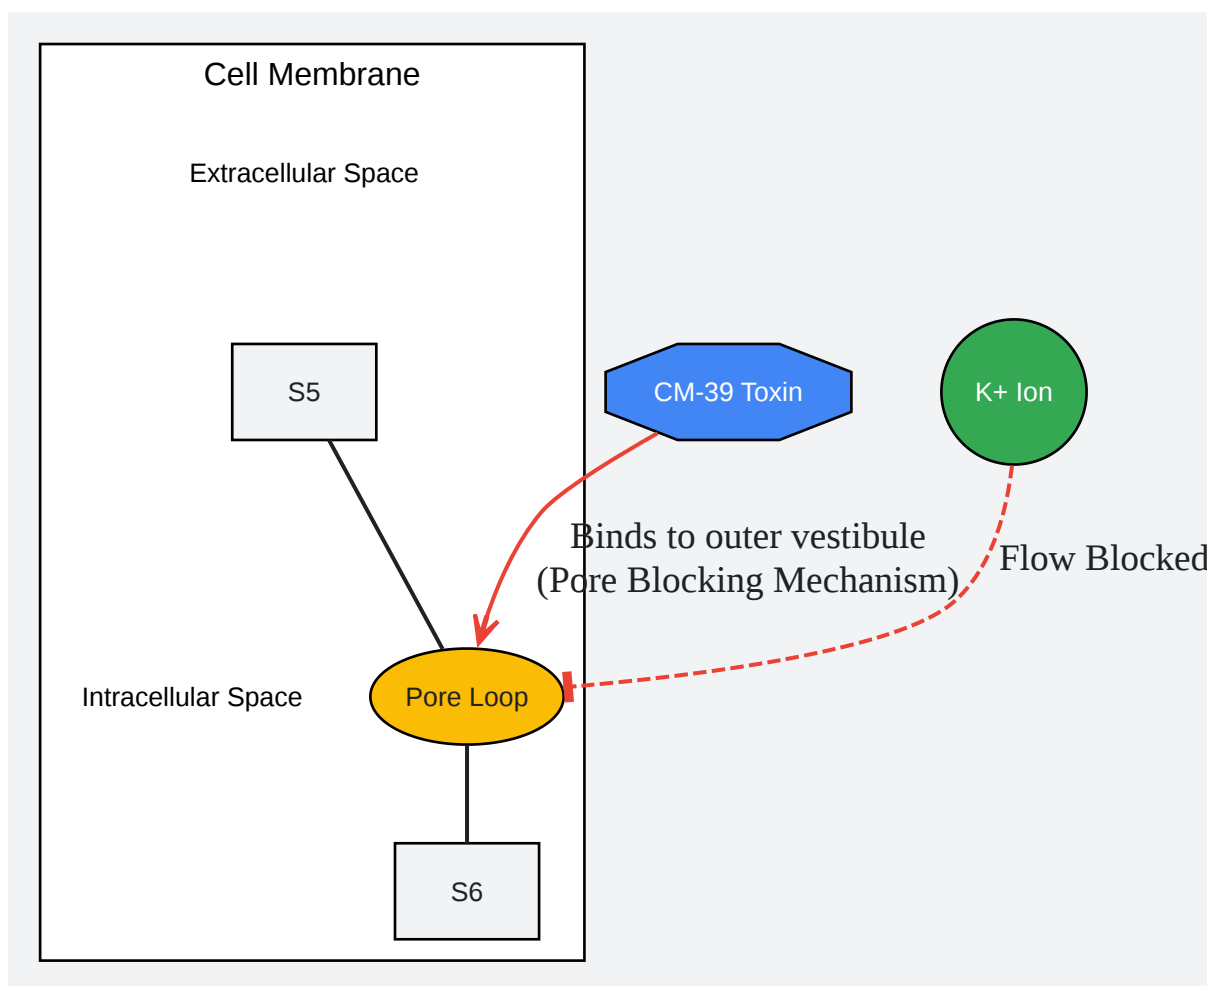 Cell Membrane
Extracellular Space
S5
CM-39 Toxin
K+ Ion
Binds to outer vestibule
(Pore Blocking Mechanism)
Flow Blocked
Intracellular Space
Pore Loop
S6